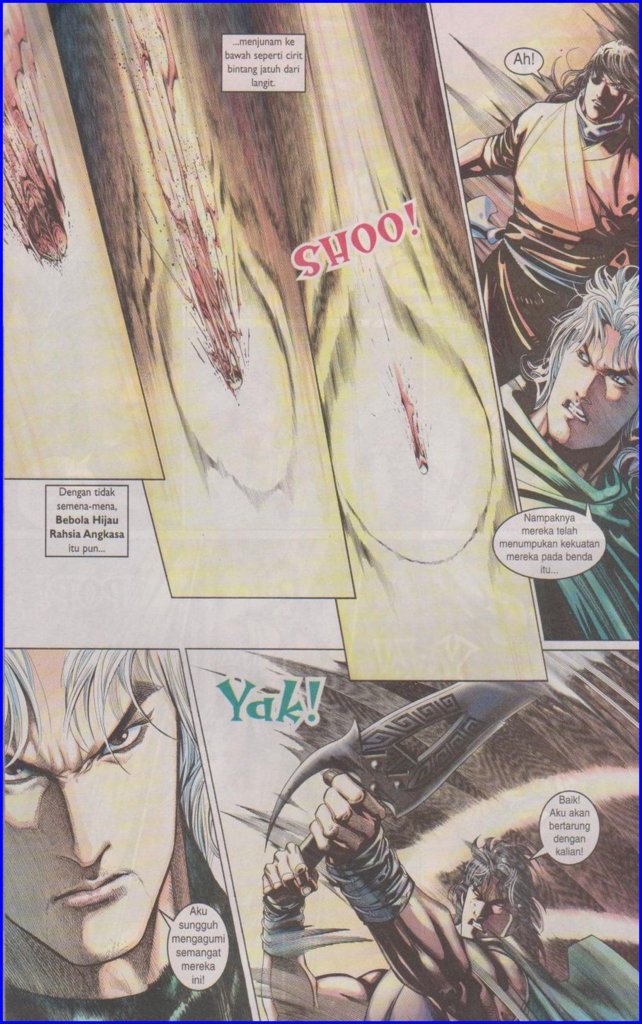 Dengan tidak
semena-mena,
Bebola Hijau
Rahsia Angkasa
itu pun...
...menjunam ke
bawah seperti cirit
bintang jatuh dari
langit.
SHOO!
Ah!
Nampaknya
mereka telah
menumpukan kekuatan
mereka pada benda
itu...
Aku
sungguh
mengagumi
semangat
mereka
ini!
Yak!
Baik!
Aku akan
bertarung
dengan
kalian!